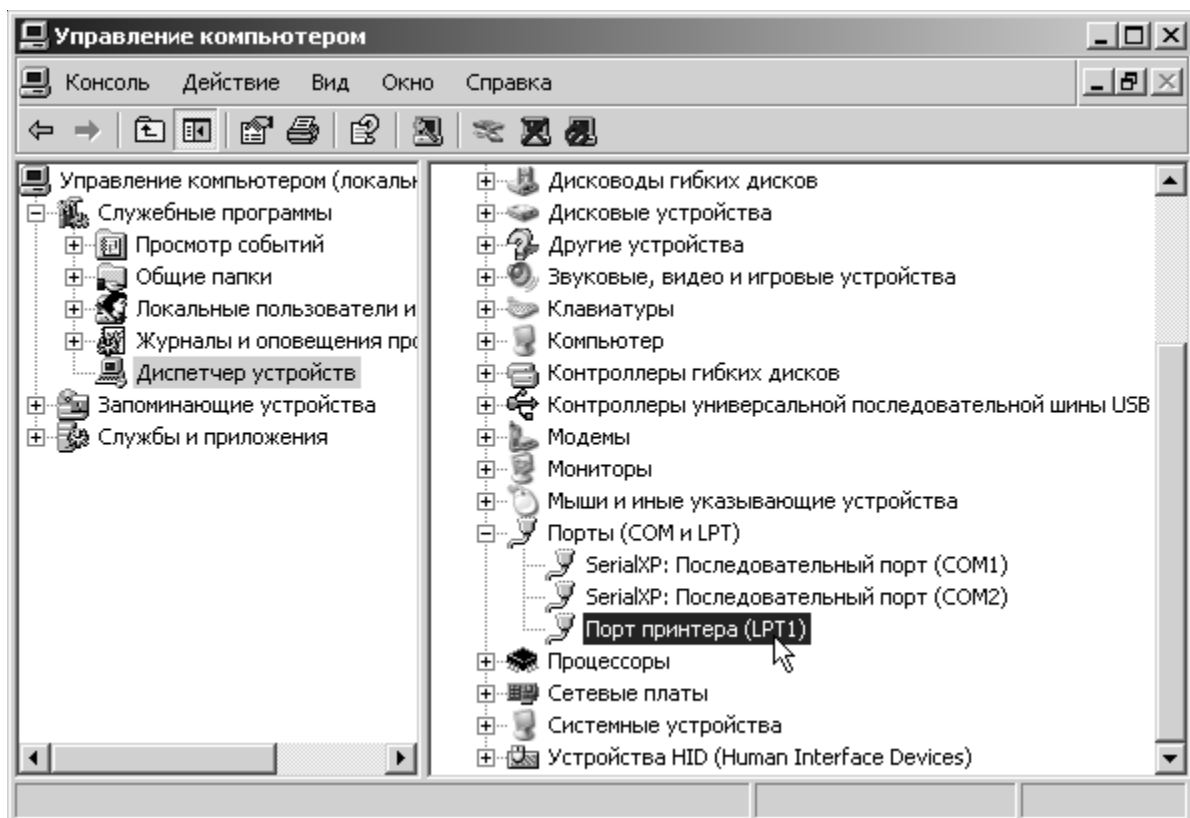 Управление компьютером
Консоль Действие Вид Окно Справка
Управление компьютером (локальн
Служебные программы
Просмотр событий
Общие папки
Локальные пользователи и
Журналы и оповещения про
Диспетчер устройств
Запоминающие устройства
Службы и приложения
Дисководы гибких дисков
Дисковые устройства
Другие устройства
Звуковые, видео и игровые устройства
Клавиатуры
Компьютер
Контроллеры гибких дисков
Контроллеры универсальной последовательной шины USB
Модемы
Мониторы
Мыши и иные указывающие устройства
Порты (COM и LPT)
SerialXP: Последовательный порт (COM1)
SerialXP: Последовательный порт (COM2)
Порт принтера (LPT1)
Процессоры
Сетевые платы
Системные устройства
Устройства HID (Human Interface Devices)